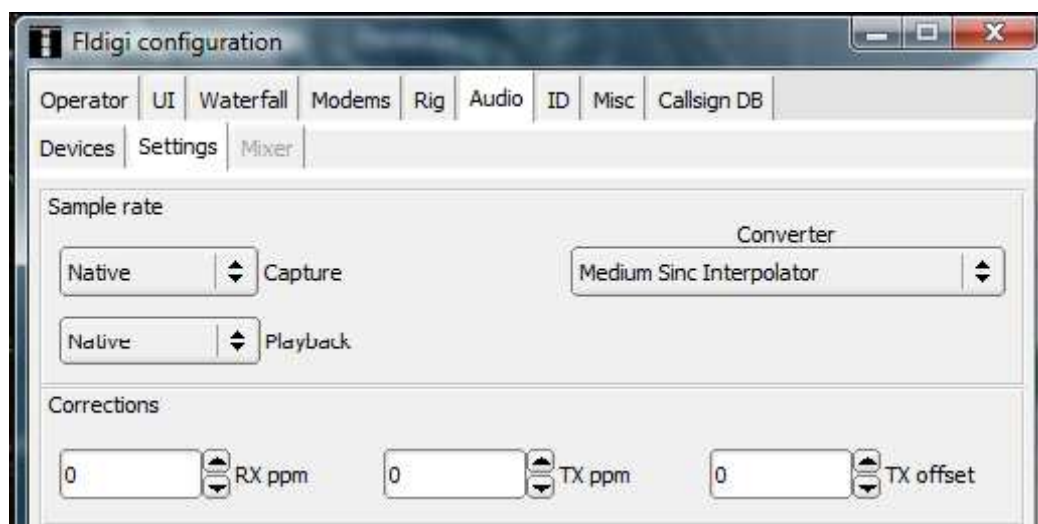 Fldigi configuration
Operator UI Waterfall Modems Rig Audio ID Misc Callsign DB
Devices Settings Mixer
Sample rate
Converter
Native Capture Medium Sinc Interpolator
Native Playback
Corrections
0 RX ppm 0 TX ppm 0 TX offset